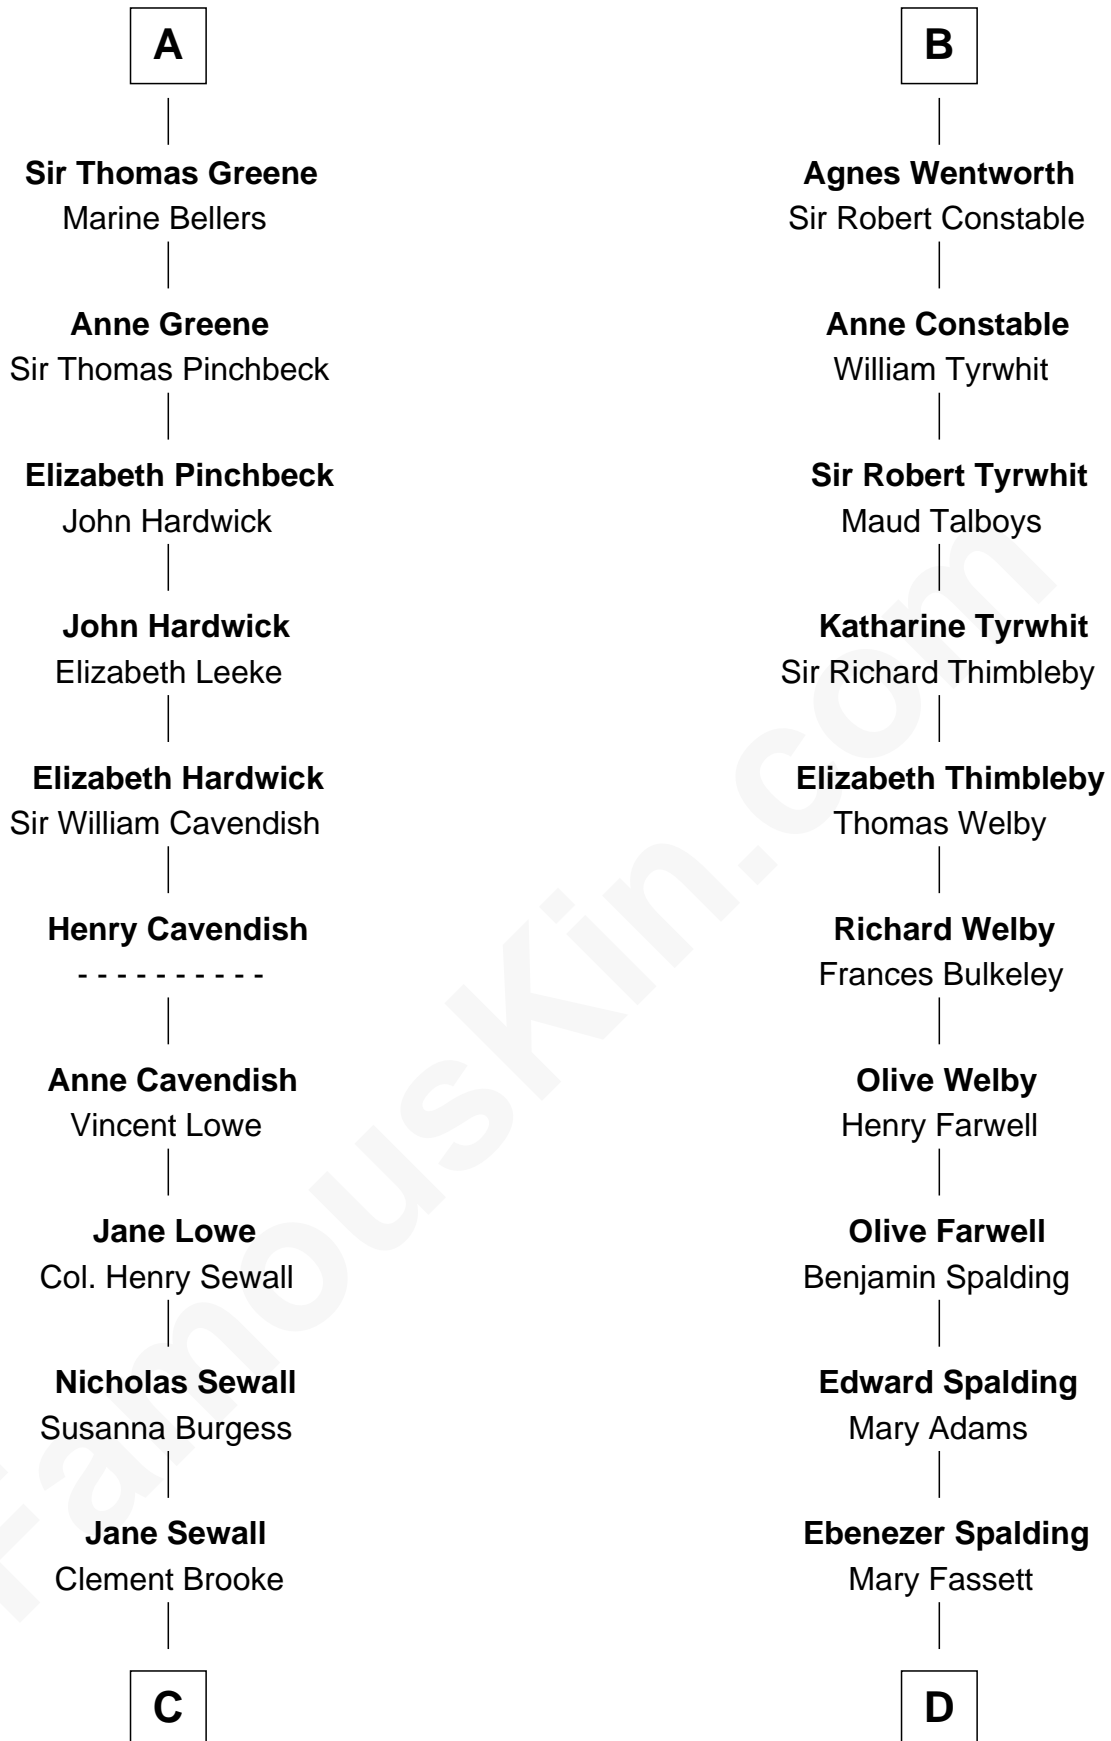 A
Sir Thomas Greene
Marine Bellers
Anne Greene
Sir Thomas Pinchbeck
Elizabeth Pinchbeck
John Hardwick
John Hardwick
Elizabeth Leeke
Elizabeth Hardwick
Sir William Cavendish
Henry Cavendish
- - - - - - - - - -
Anne Cavendish
Vincent Lowe
Jane Lowe
Col. Henry Sewall
Nicholas Sewall
Susanna Burgess
Jane Sewall
Clement Brooke
C
B
Agnes Wentworth
Sir Robert Constable
Anne Constable
William Tyrwhit
Sir Robert Tyrwhit
Maud Talboys
Katharine Tyrwhit
Sir Richard Thimbleby
Elizabeth Thimbleby
Thomas Welby
Richard Welby
Frances Bulkeley
Olive Welby
Henry Farwell
Olive Farwell
Benjamin Spalding
Edward Spalding
Mary Adams
Ebenezer Spalding
Mary Fassett
D
FamousKin.com